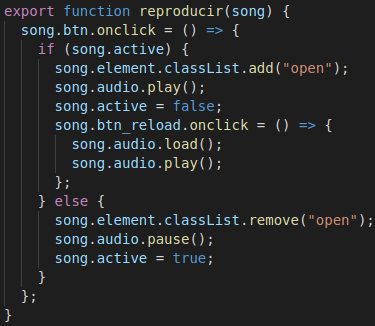 export function reproducir(song) {
  song.btn.onclick = () => {
    if (song.active) {
      song.element.classList.add("open");
      song.audio.play();
      song.active = false;
      song.btn_reload.onclick = () => {
        song.audio.load();
        song.audio.play();
      };
    } else {
      song.element.classList.remove("open");
      song.audio.pause();
      song.active = true;
    }
  };
}